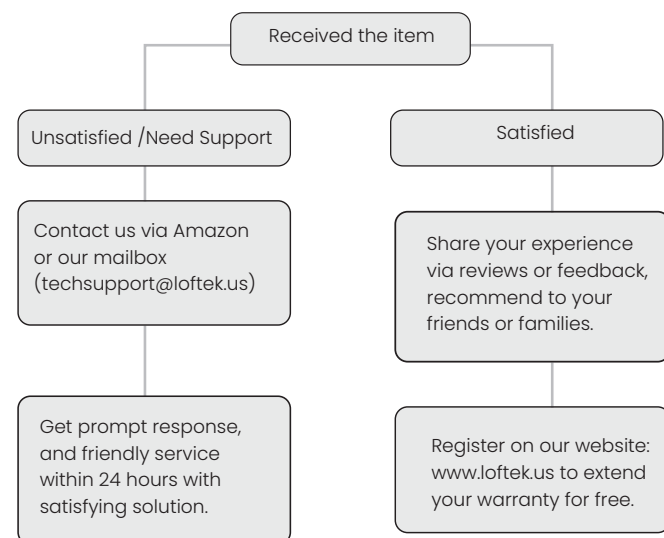 Received the item
Unsatisfied /Need Support
Satisfied
Contact us via Amazon
or our mailbox
(techsupport@loftek.us)
Share your experience
via reviews or feedback,
recommend to your
friends or families.
Get prompt response,
and friendly service
within 24 hours with
satisfying solution.
Register on our website:
www.loftek.us to extend
your warranty for free.